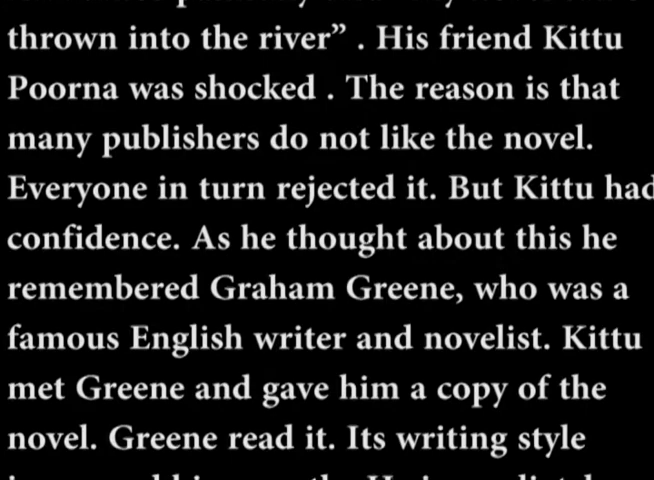 thrown into the river” . His friend Kittu
Poorna was shocked . The reason is that
many publishers do not like the novel.
Everyone in turn rejected it. But Kittu had
confidence. As he thought about this he
remembered Graham Greene, who was a
famous English writer and novelist. Kittu
met Greene and gave him a copy of the
novel. Greene read it. Its writing style